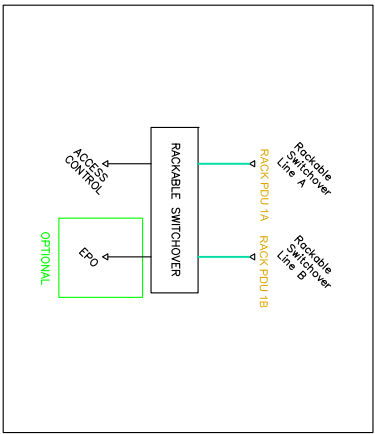 Rackable
Switchover
Line A
Rackable
Switchover
Line B
RACK PDU 1A
RACK PDU 1B
RACKABLE SWITCHOVER
ACCESS
CONTROL
EPO
OPTIONAL